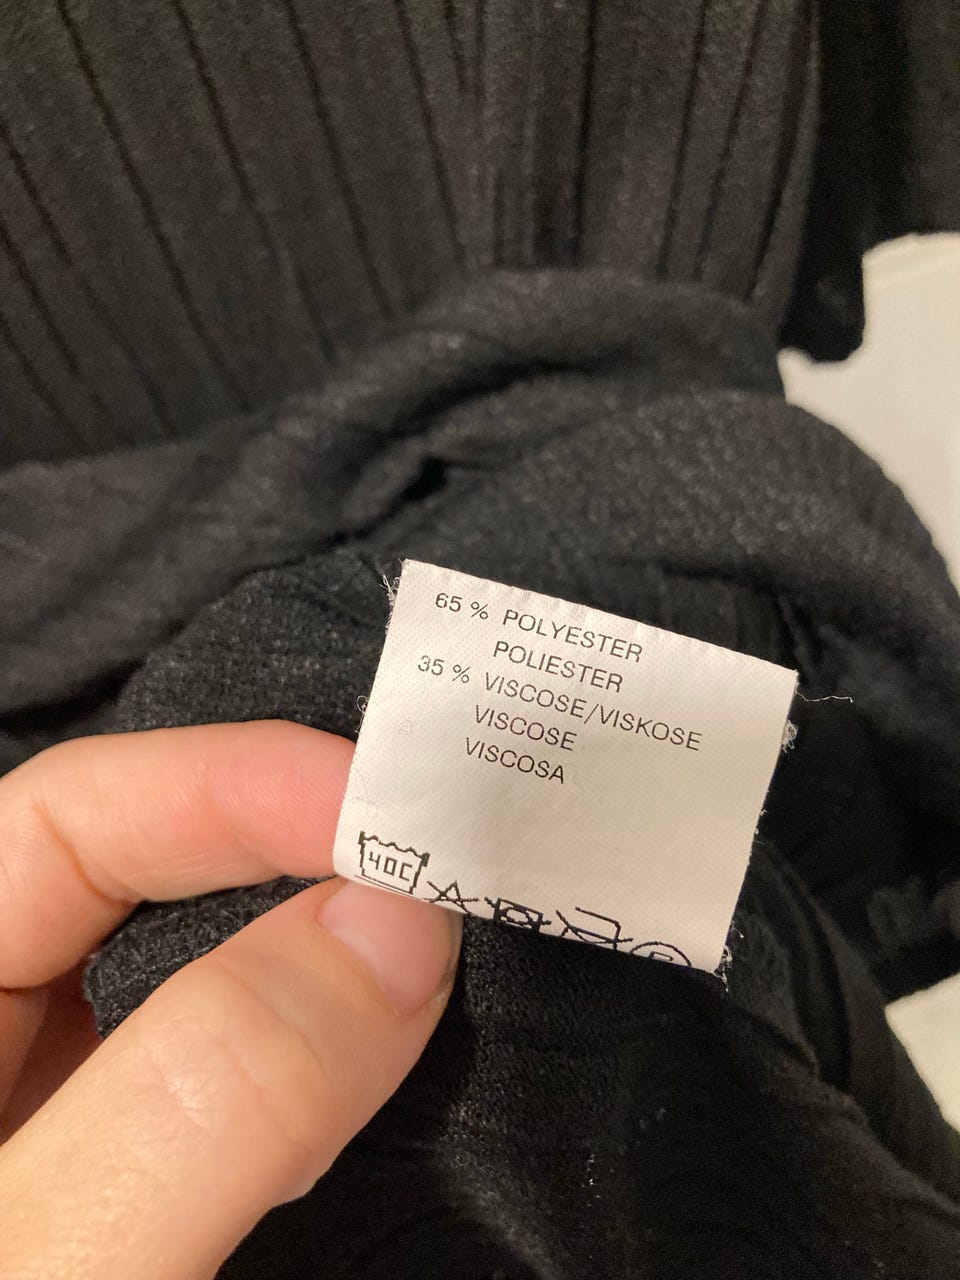 65 % POLYESTER
POLIESTER
35 % VISCOSE/VISKOSE
VISCOSE
VISCOSA
40C
P